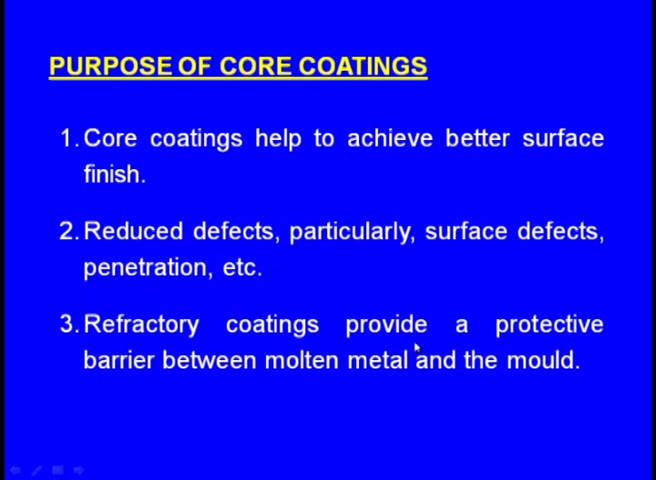 PURPOSE OF CORE COATINGS
1. Core coatings help to achieve better surface
finish.
2. Reduced defects, particularly, surface defects,
penetration, etc.
3. Refractory coatings provide a protective
barrier between molten metal and the mould.